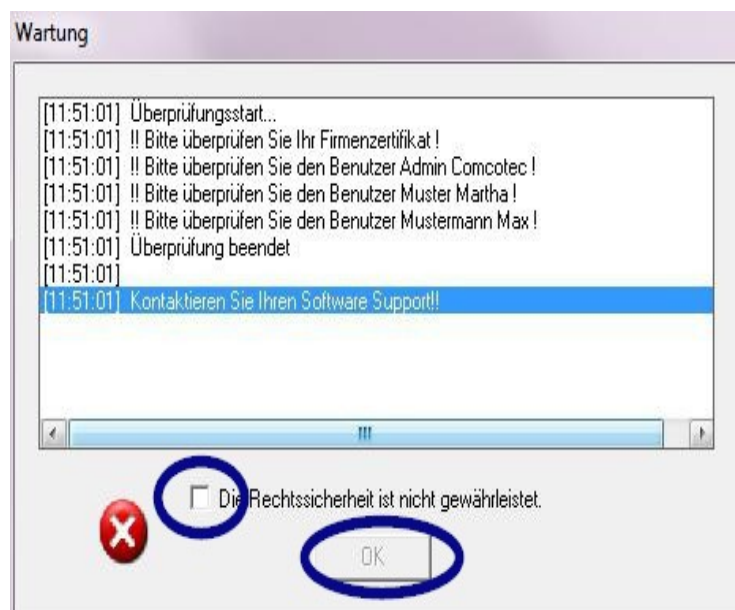 Wartung
[11:51:01] Überprüfungsstart...
[11:51:01] !! Bitte überprüfen Sie Ihr Firmenzertifikat !
[11:51:01] !! Bitte überprüfen Sie den Benutzer Admin Comcotec !
[11:51:01] !! Bitte überprüfen Sie den Benutzer Muster Martha !
[11:51:01] !! Bitte überprüfen Sie den Benutzer Mustermann Max !
[11:51:01] Überprüfung beendet
[11:51:01]
[11:51:01] Kontaktieren Sie Ihren Software Support!!
Die Rechtssicherheit ist nicht gewährleistet.
OK